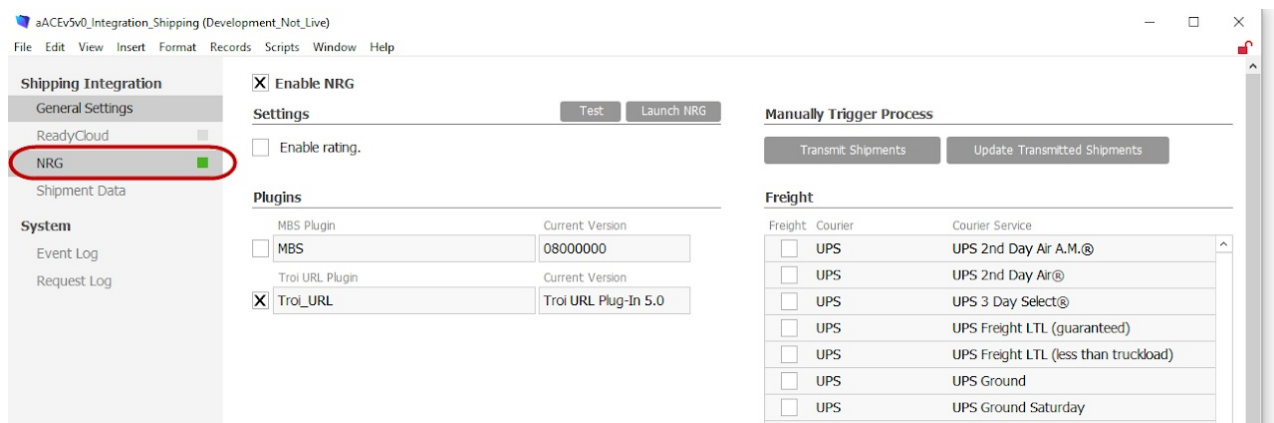 aACEv5v0_Integration_Shipping (Development_Not_Live)
File Edit View Insert Format Records Scripts Window Help
Shipping Integration
General Settings
ReadyCloud
NRG
Shipment Data
System
Event Log
Request Log
Enable NRG
Settings
Test
Launch NRG
Enable rating.
Plugins
MBS Plugin Current Version
MBS 08000000
Troi URL Plugin Current Version
Troi_URL Troi URL Plug-In 5.0
Manually Trigger Process
Transmit Shipments
Update Transmitted Shipments
Freight
Freight Courier Courier Service
UPS UPS 2nd Day Air A.M.®
UPS UPS 2nd Day Air®
UPS UPS 3 Day Select®
UPS UPS Freight LTL (guaranteed)
UPS UPS Freight LTL (less than truckload)
UPS UPS Ground
UPS UPS Ground Saturday